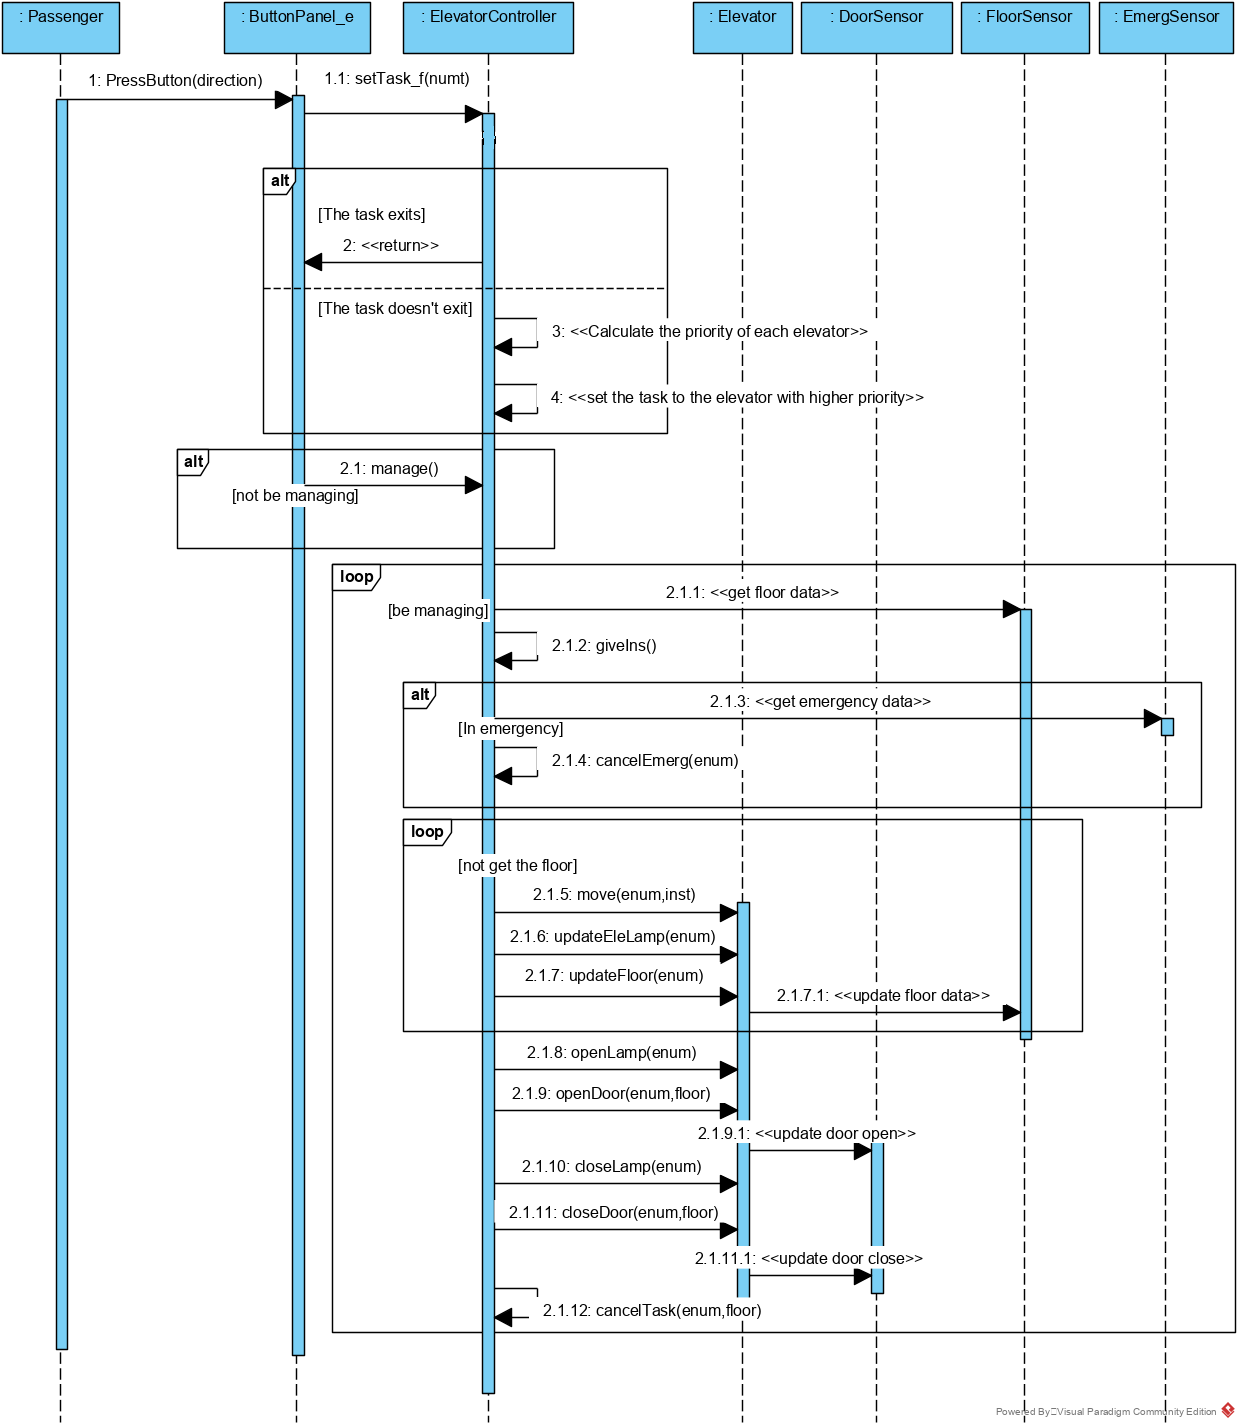 : Passenger
: ButtonPanel_e
: ElevatorController
: Elevator
: DoorSensor
: FloorSensor
: EmergSensor
1: PressButton(direction)
1.1: setTask_f(numt)
alt
[The task exits]
2: <<return>>
[The task doesn't exit]
3: <<Calculate the priority of each elevator>>
4: <<set the task to the elevator with higher priority>>
alt
2.1: manage()
[not be managing]
loop
2.1.1: <<get floor data>>
[be managing]
2.1.2: giveIns()
alt
2.1.3: <<get emergency data>>
[In emergency]
2.1.4: cancelEmerg(enum)
loop
[not get the floor]
2.1.5: move(enum,inst)
2.1.6: updateEleLamp(enum)
2.1.7: updateFloor(enum)
2.1.7.1: <<update floor data>>
2.1.8: openLamp(enum)
2.1.9: openDoor(enum,floor)
2.1.9.1: <<update door open>>
2.1.10: closeLamp(enum)
2.1.11: closeDoor(enum,floor)
2.1.11.1: <<update door close>>
2.1.12: cancelTask(enum,floor)
Powered By Visual Paradigm Community Edition